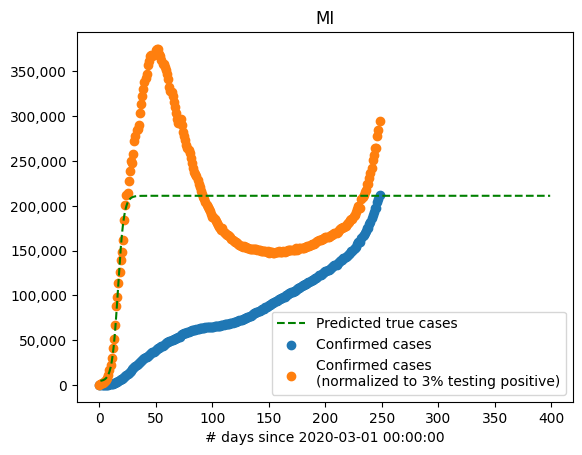 MI
350,000
300,000
250,000
200,000
150,000
100,000
50,000
0
Predicted true cases
Confirmed cases
Confirmed cases
(normalized to 3% testing positive)
0 50 100 150 200 250 300 350 400
# days since 2020-03-01 00:00:00